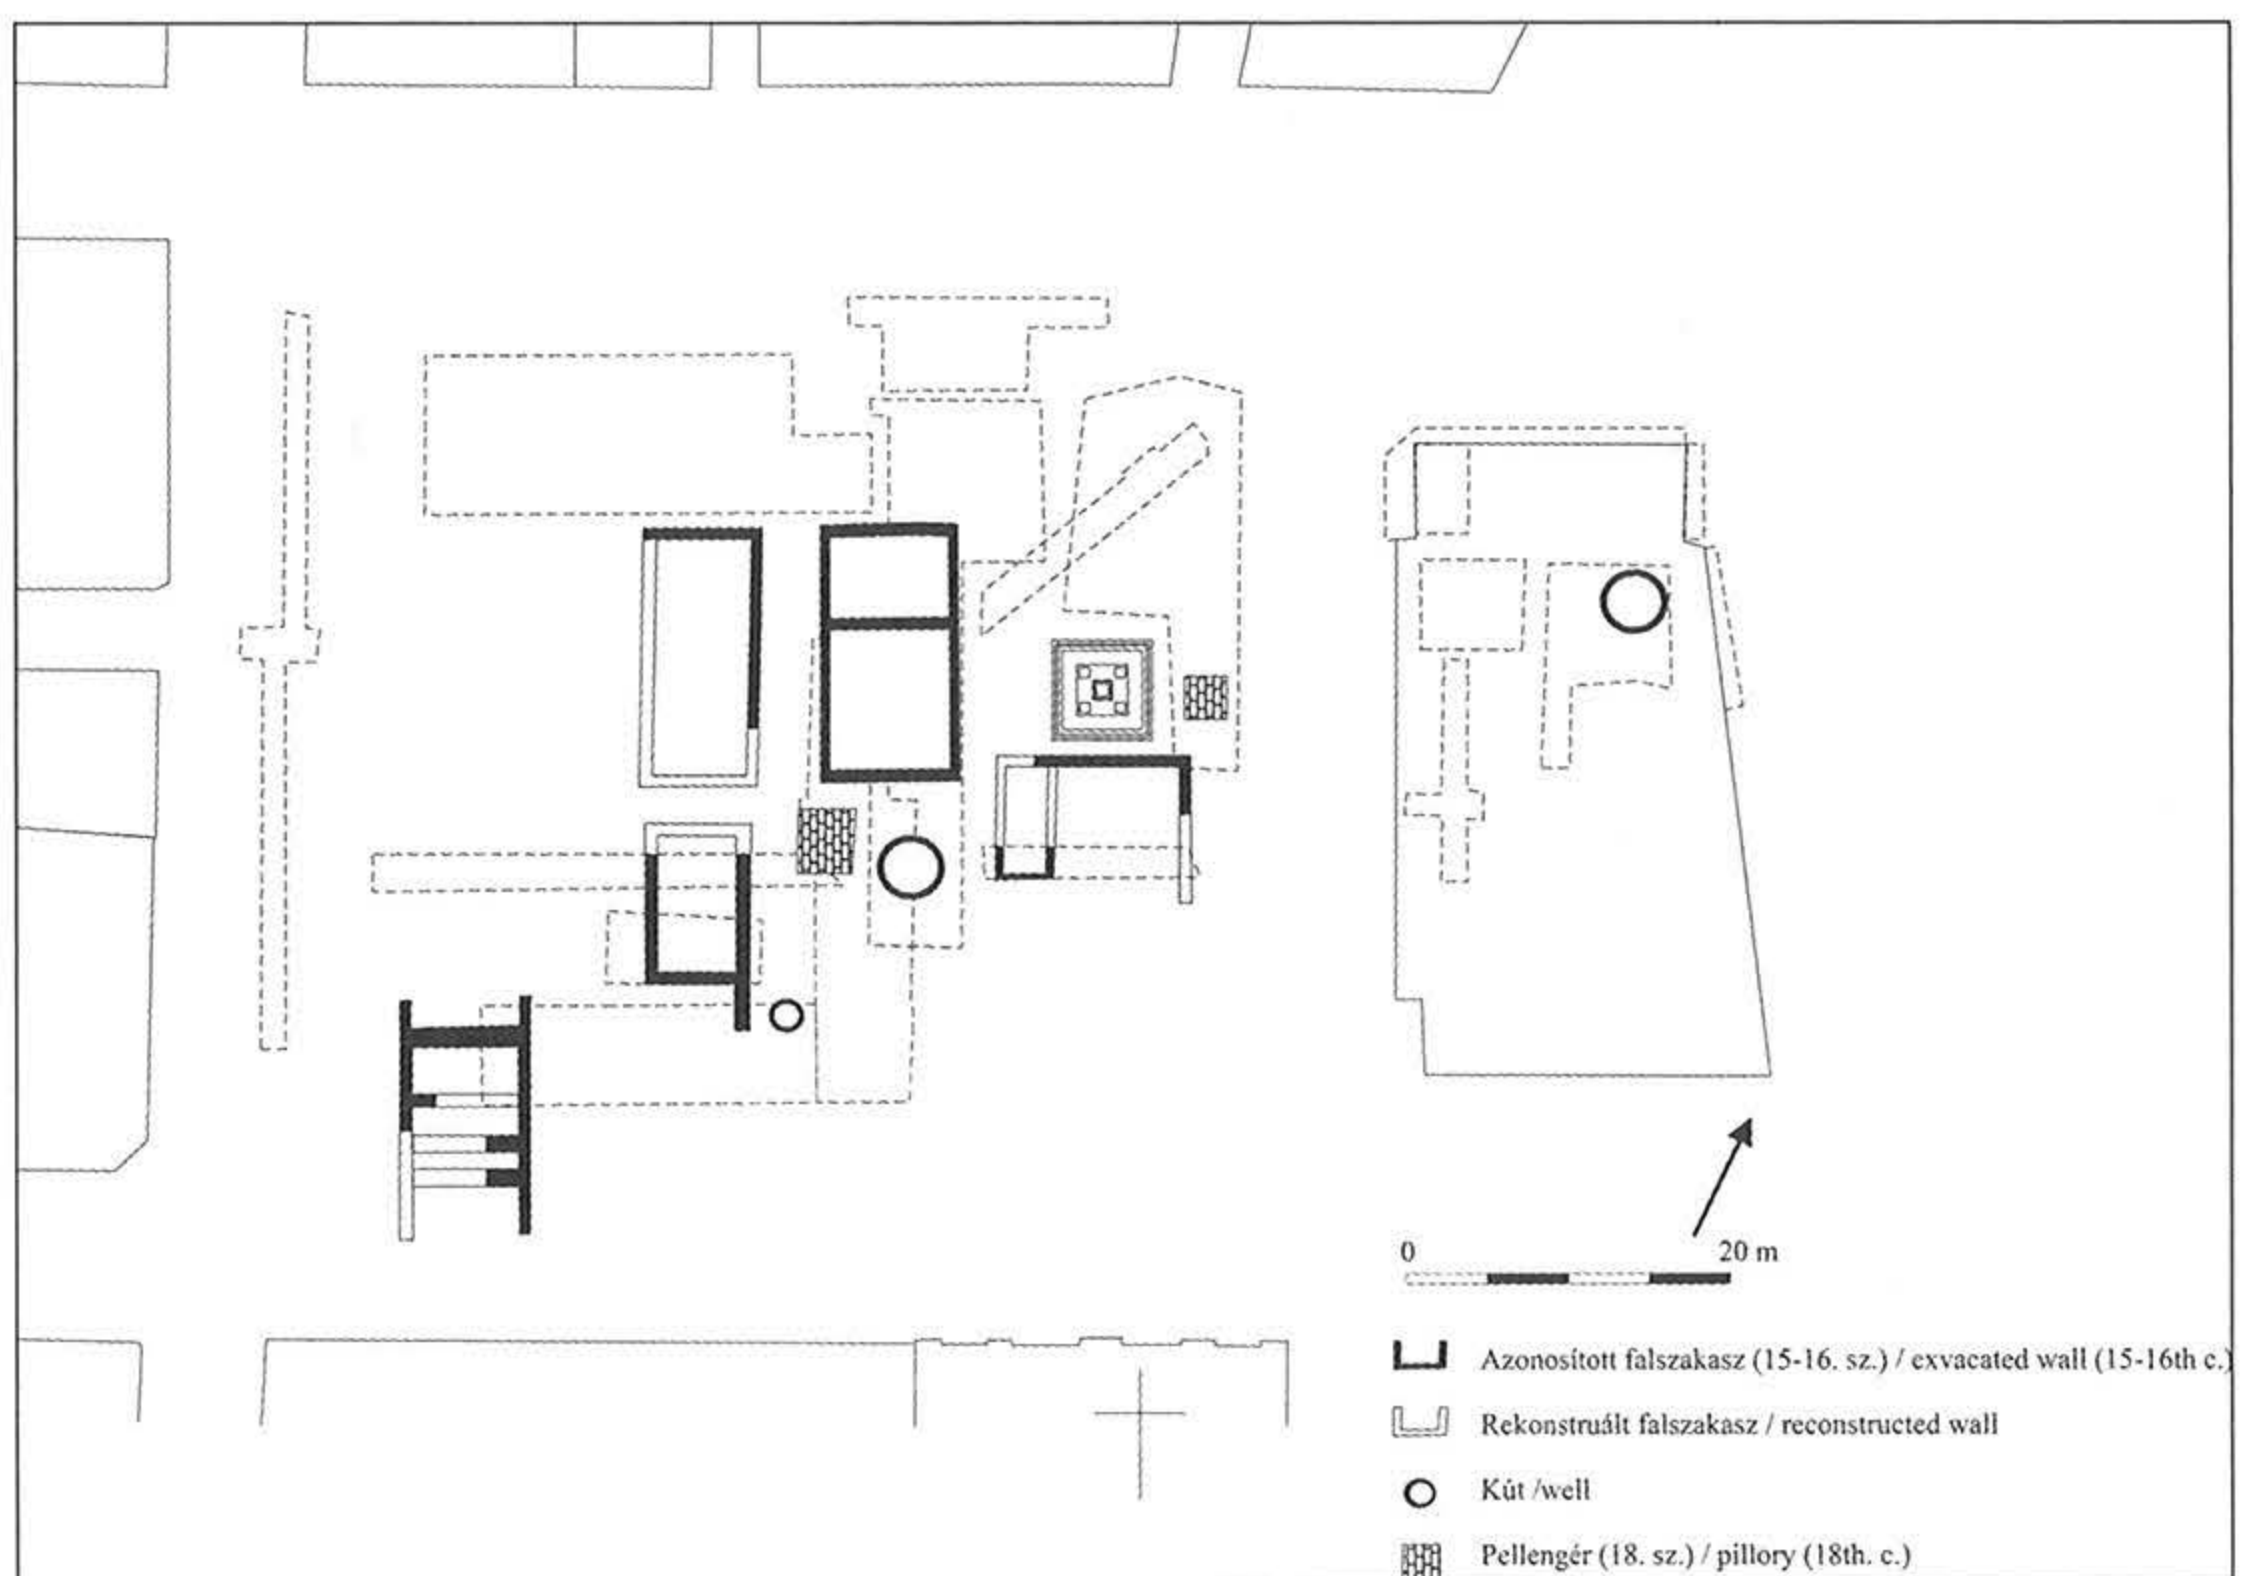 0 20 m
Azonosított falszakasz (15-16. sz.) / exvacated wall (15-16th c.)
Rekonstruált falszakasz / reconstructed wall
Kút /well
Pellengér (18. sz.) / pillory (18th. c.)